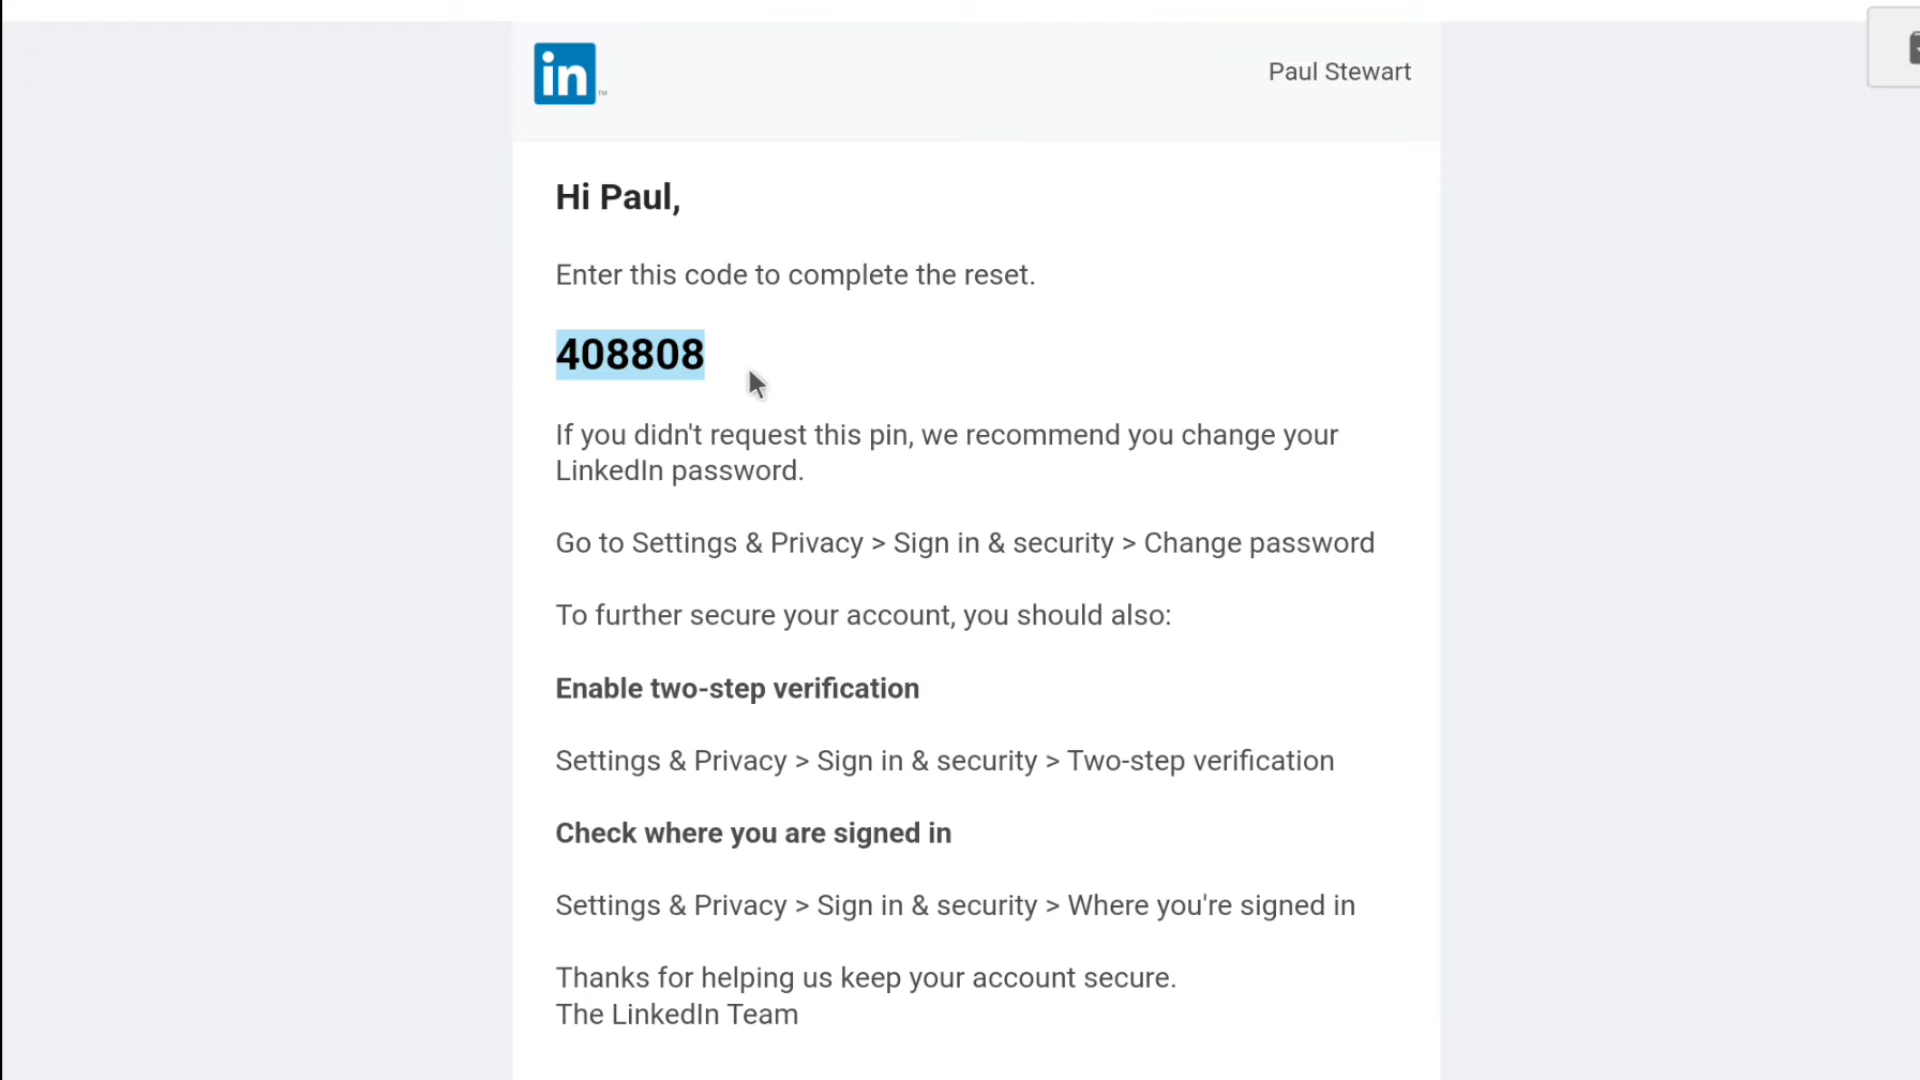 in™
Paul Stewart
Hi Paul,
Enter this code to complete the reset.
408808
If you didn't request this pin, we recommend you change your
LinkedIn password.
Go to Settings & Privacy > Sign in & security > Change password
To further secure your account, you should also:
Enable two-step verification
Settings & Privacy > Sign in & security > Two-step verification
Check where you are signed in
Settings & Privacy > Sign in & security > Where you're signed in
Thanks for helping us keep your account secure.
The LinkedIn Team